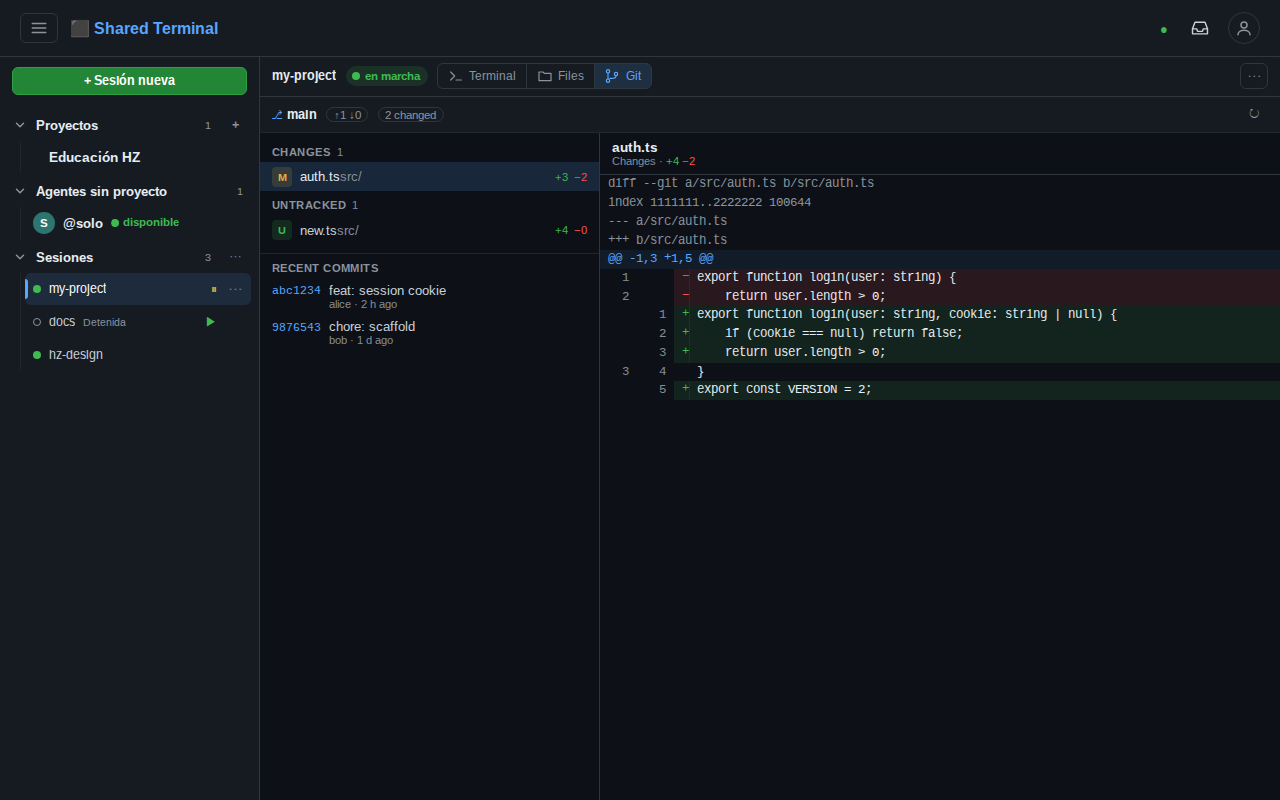 Shared Terminal
+ Sesión nueva
Proyectos 1 +
Educación HZ
Agentes sin proyecto 1
S @solo disponible
Sesiones 3 ···
my-project ···
docs Detenida
hz-design
my-project en marcha Terminal Files Git ···
main ↑1 ↓0 2 changed
CHANGES 1
M auth.tssrc/ +3 −2
UNTRACKED 1
U new.tssrc/ +4 −0
RECENT COMMITS
abc1234 feat: session cookie
alice · 2 h ago
9876543 chore: scaffold
bob · 1 d ago
auth.ts
Changes · +4 −2
diff --git a/src/auth.ts b/src/auth.ts
index 1111111..2222222 100644
--- a/src/auth.ts
+++ b/src/auth.ts
@@ -1,3 +1,5 @@
1 − export function login(user: string) {
2 − return user.length > 0;
1 + export function login(user: string, cookie: string | null) {
2 + if (cookie === null) return false;
3 + return user.length > 0;
3 4 }
5 + export const VERSION = 2;